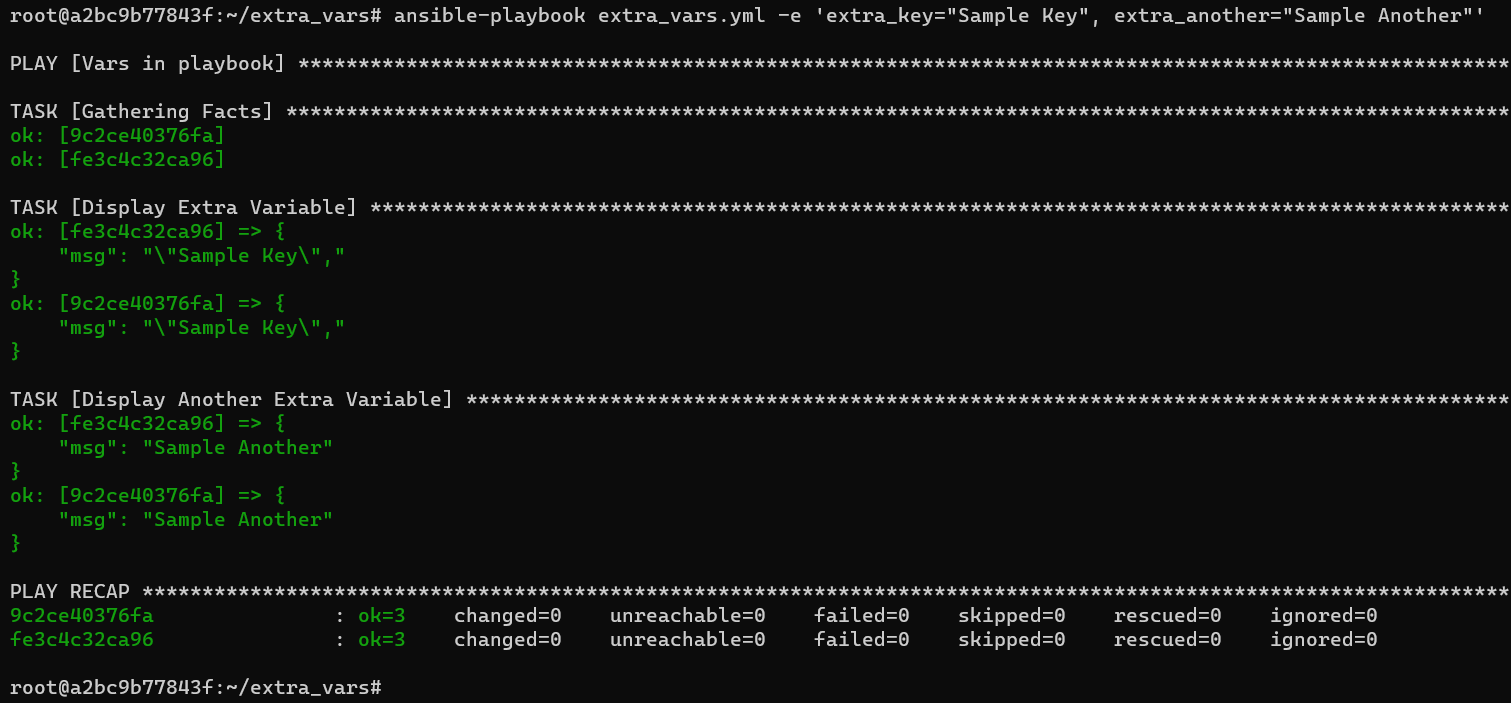 root@a2bc9b77843f:~/extra_vars# ansible-playbook extra_vars.yml -e 'extra_key="Sample Key", extra_another="Sample Another"'
PLAY [Vars in playbook] *****************************************************************************************************
TASK [Gathering Facts] ******************************************************************************************************
ok: [9c2ce40376fa]
ok: [fe3c4c32ca96]
TASK [Display Extra Variable] ***********************************************************************************************
ok: [fe3c4c32ca96] => {
    "msg": "\"Sample Key\","
}
ok: [9c2ce40376fa] => {
    "msg": "\"Sample Key\","
}
TASK [Display Another Extra Variable] ***************************************************************************************
ok: [fe3c4c32ca96] => {
    "msg": "Sample Another"
}
ok: [9c2ce40376fa] => {
    "msg": "Sample Another"
}
PLAY RECAP ******************************************************************************************************************
9c2ce40376fa               : ok=3    changed=0    unreachable=0    failed=0    skipped=0    rescued=0    ignored=0
fe3c4c32ca96               : ok=3    changed=0    unreachable=0    failed=0    skipped=0    rescued=0    ignored=0
root@a2bc9b77843f:~/extra_vars#